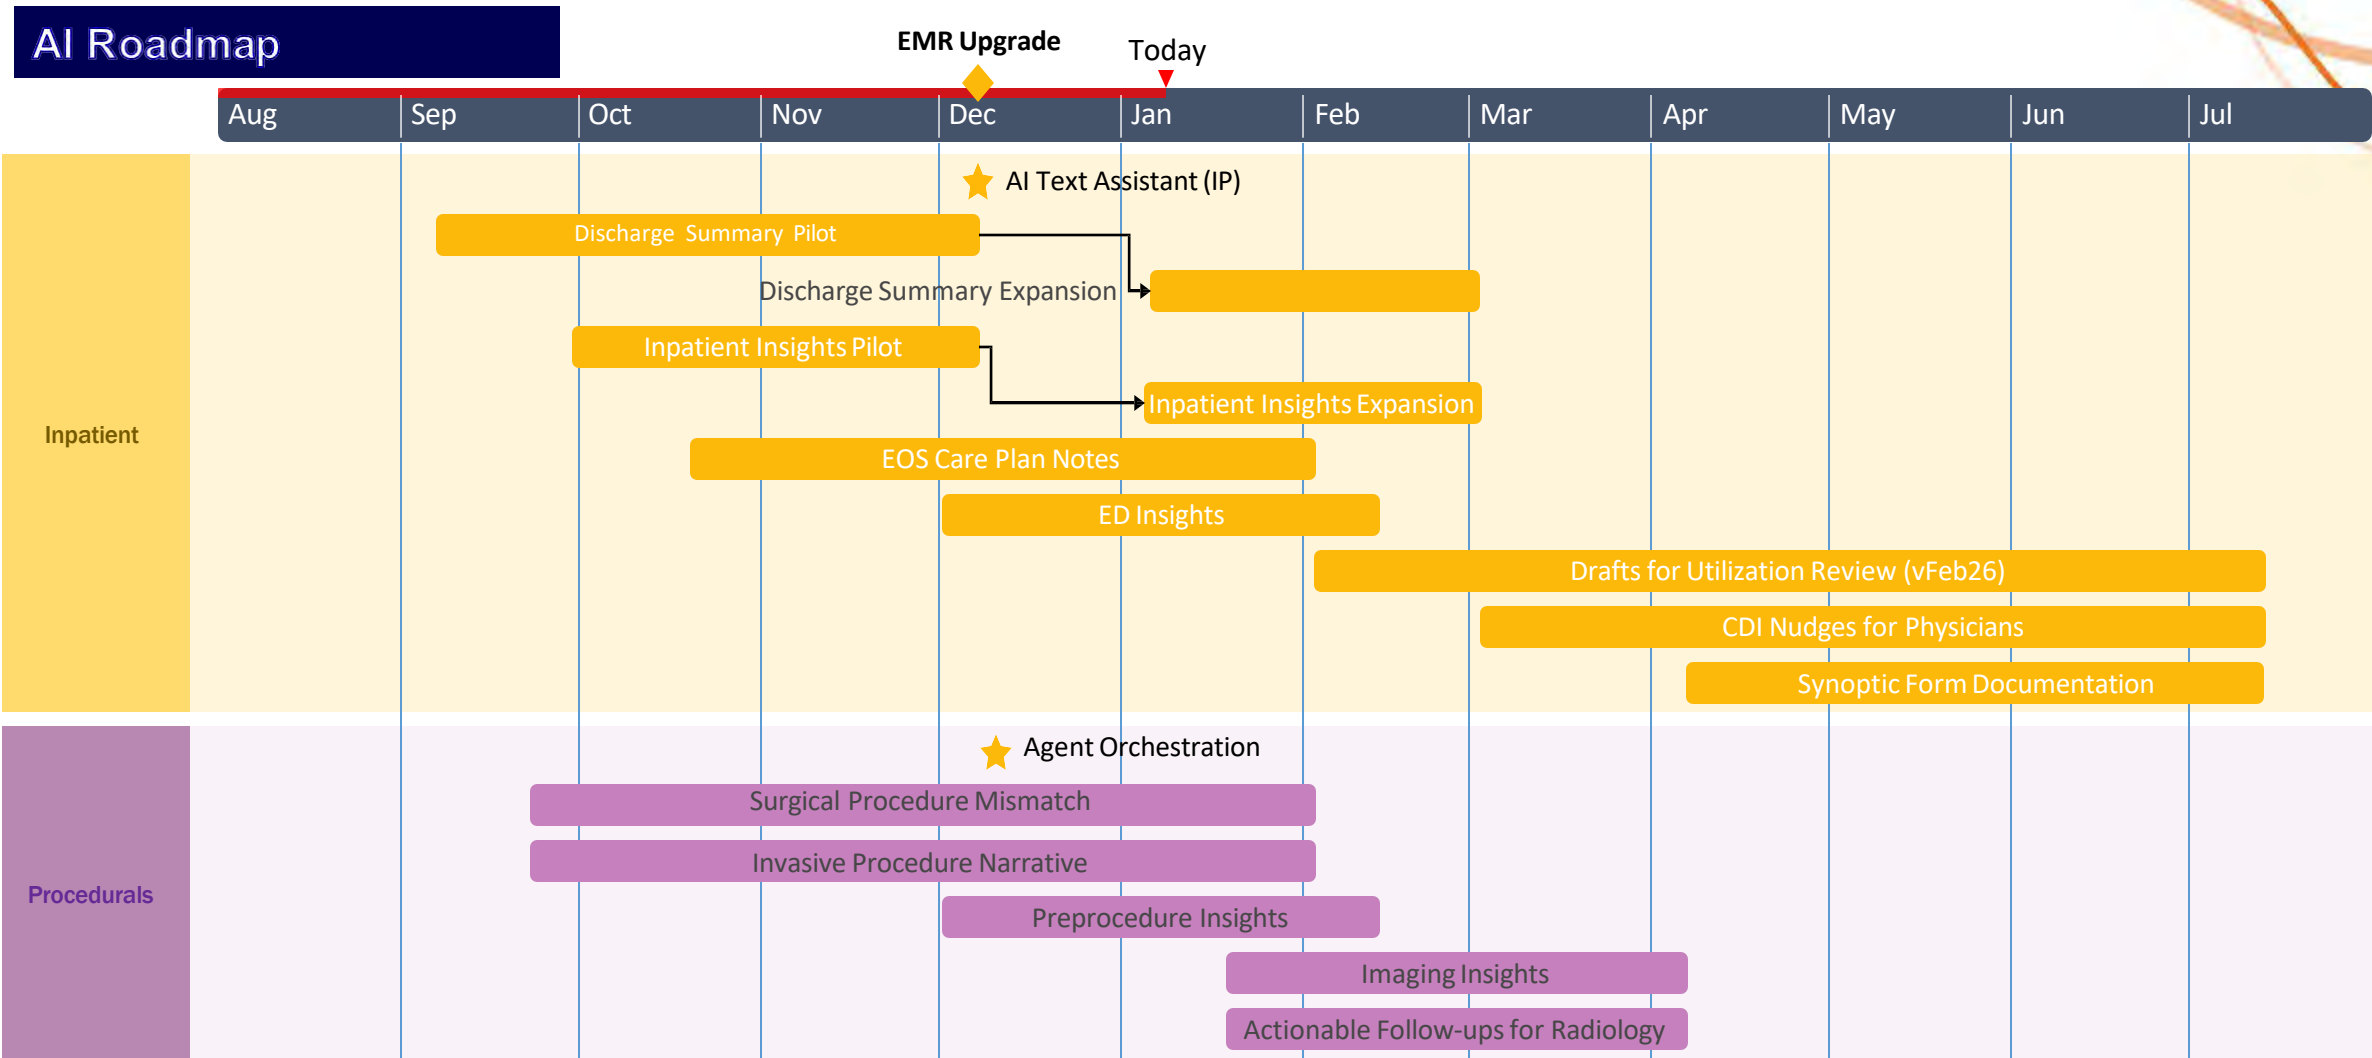 AI Roadmap
EMR Upgrade
Today
Aug
Sep
Oct
Nov
Dec
Jan
Feb
Mar
Apr
May
Jun
Jul
Inpatient
AI Text Assistant (IP)
Discharge Summary Pilot
Discharge Summary Expansion
Inpatient Insights Pilot
Inpatient Insights Expansion
EOS Care Plan Notes
ED Insights
Drafts for Utilization Review (vFeb26)
CDI Nudges for Physicians
Synoptic Form Documentation
Procedurals
Agent Orchestration
Surgical Procedure Mismatch
Invasive Procedure Narrative
Preprocedure Insights
Imaging Insights
Actionable Follow-ups for Radiology